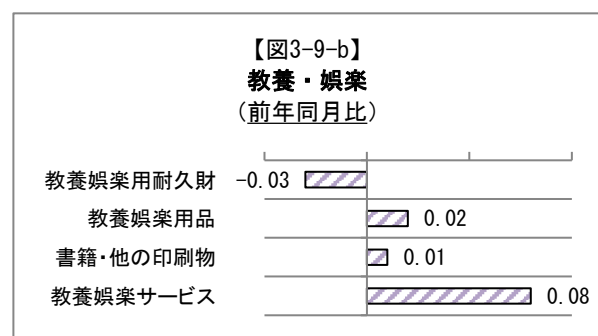 【図3-9-b】
教養・娯楽
（前年同月比）
教養娯楽用耐久財 -0.03
教養娯楽用品 0.02
書籍・他の印刷物 0.01
教養娯楽サービス 0.08